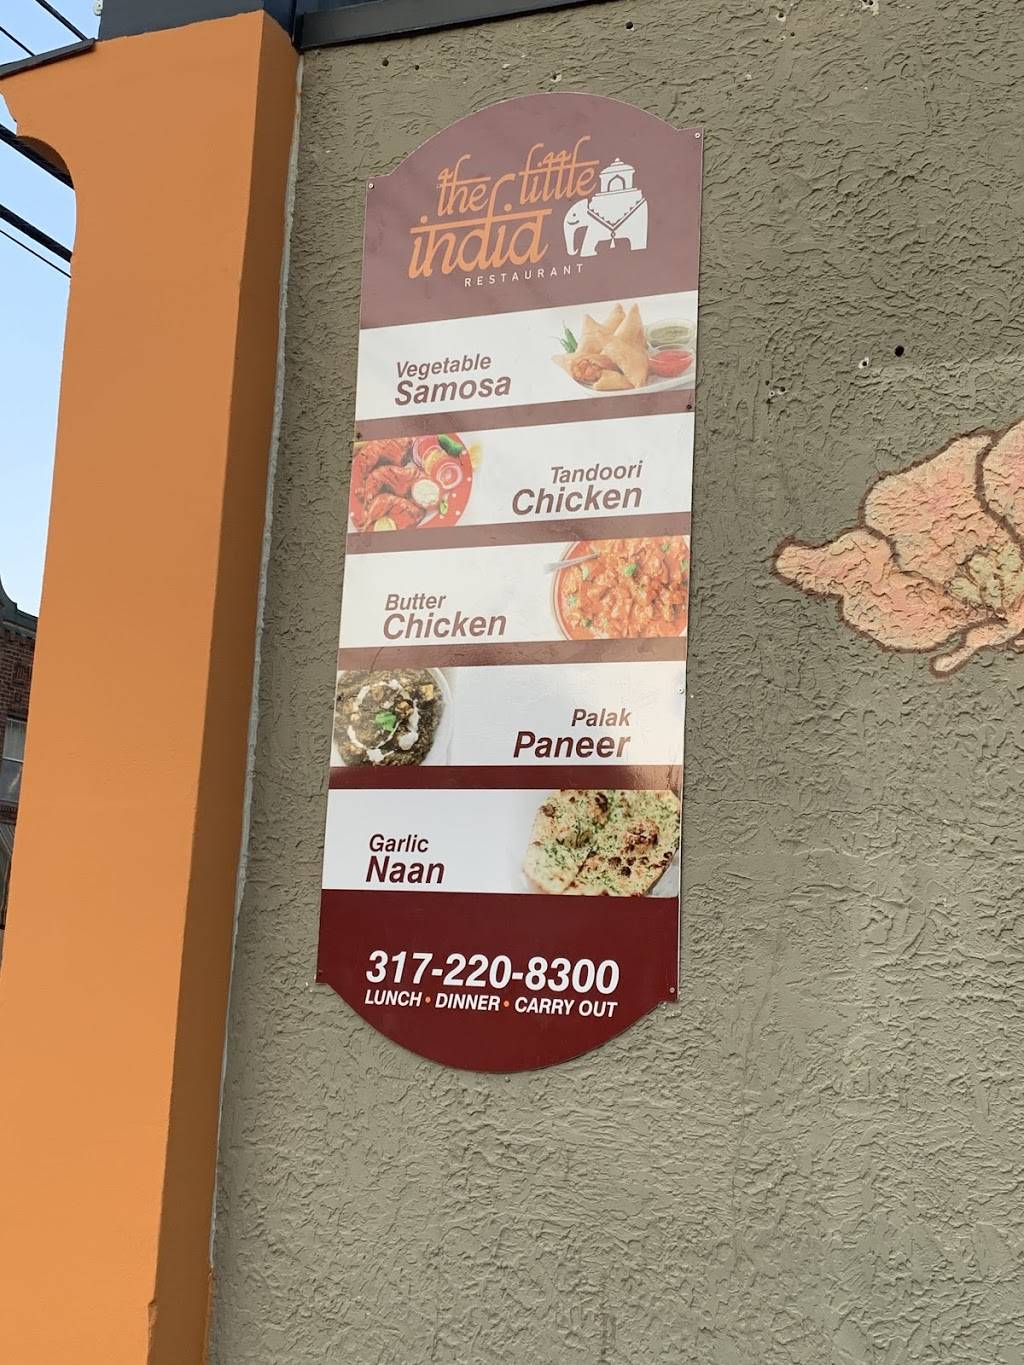 the little
india
RESTAURANT
Vegetable
Samosa
Tandoori
Chicken
Butter
Chicken
Palak
Paneer
Garlic
Naan
317-220-8300
LUNCH • DINNER • CARRY OUT